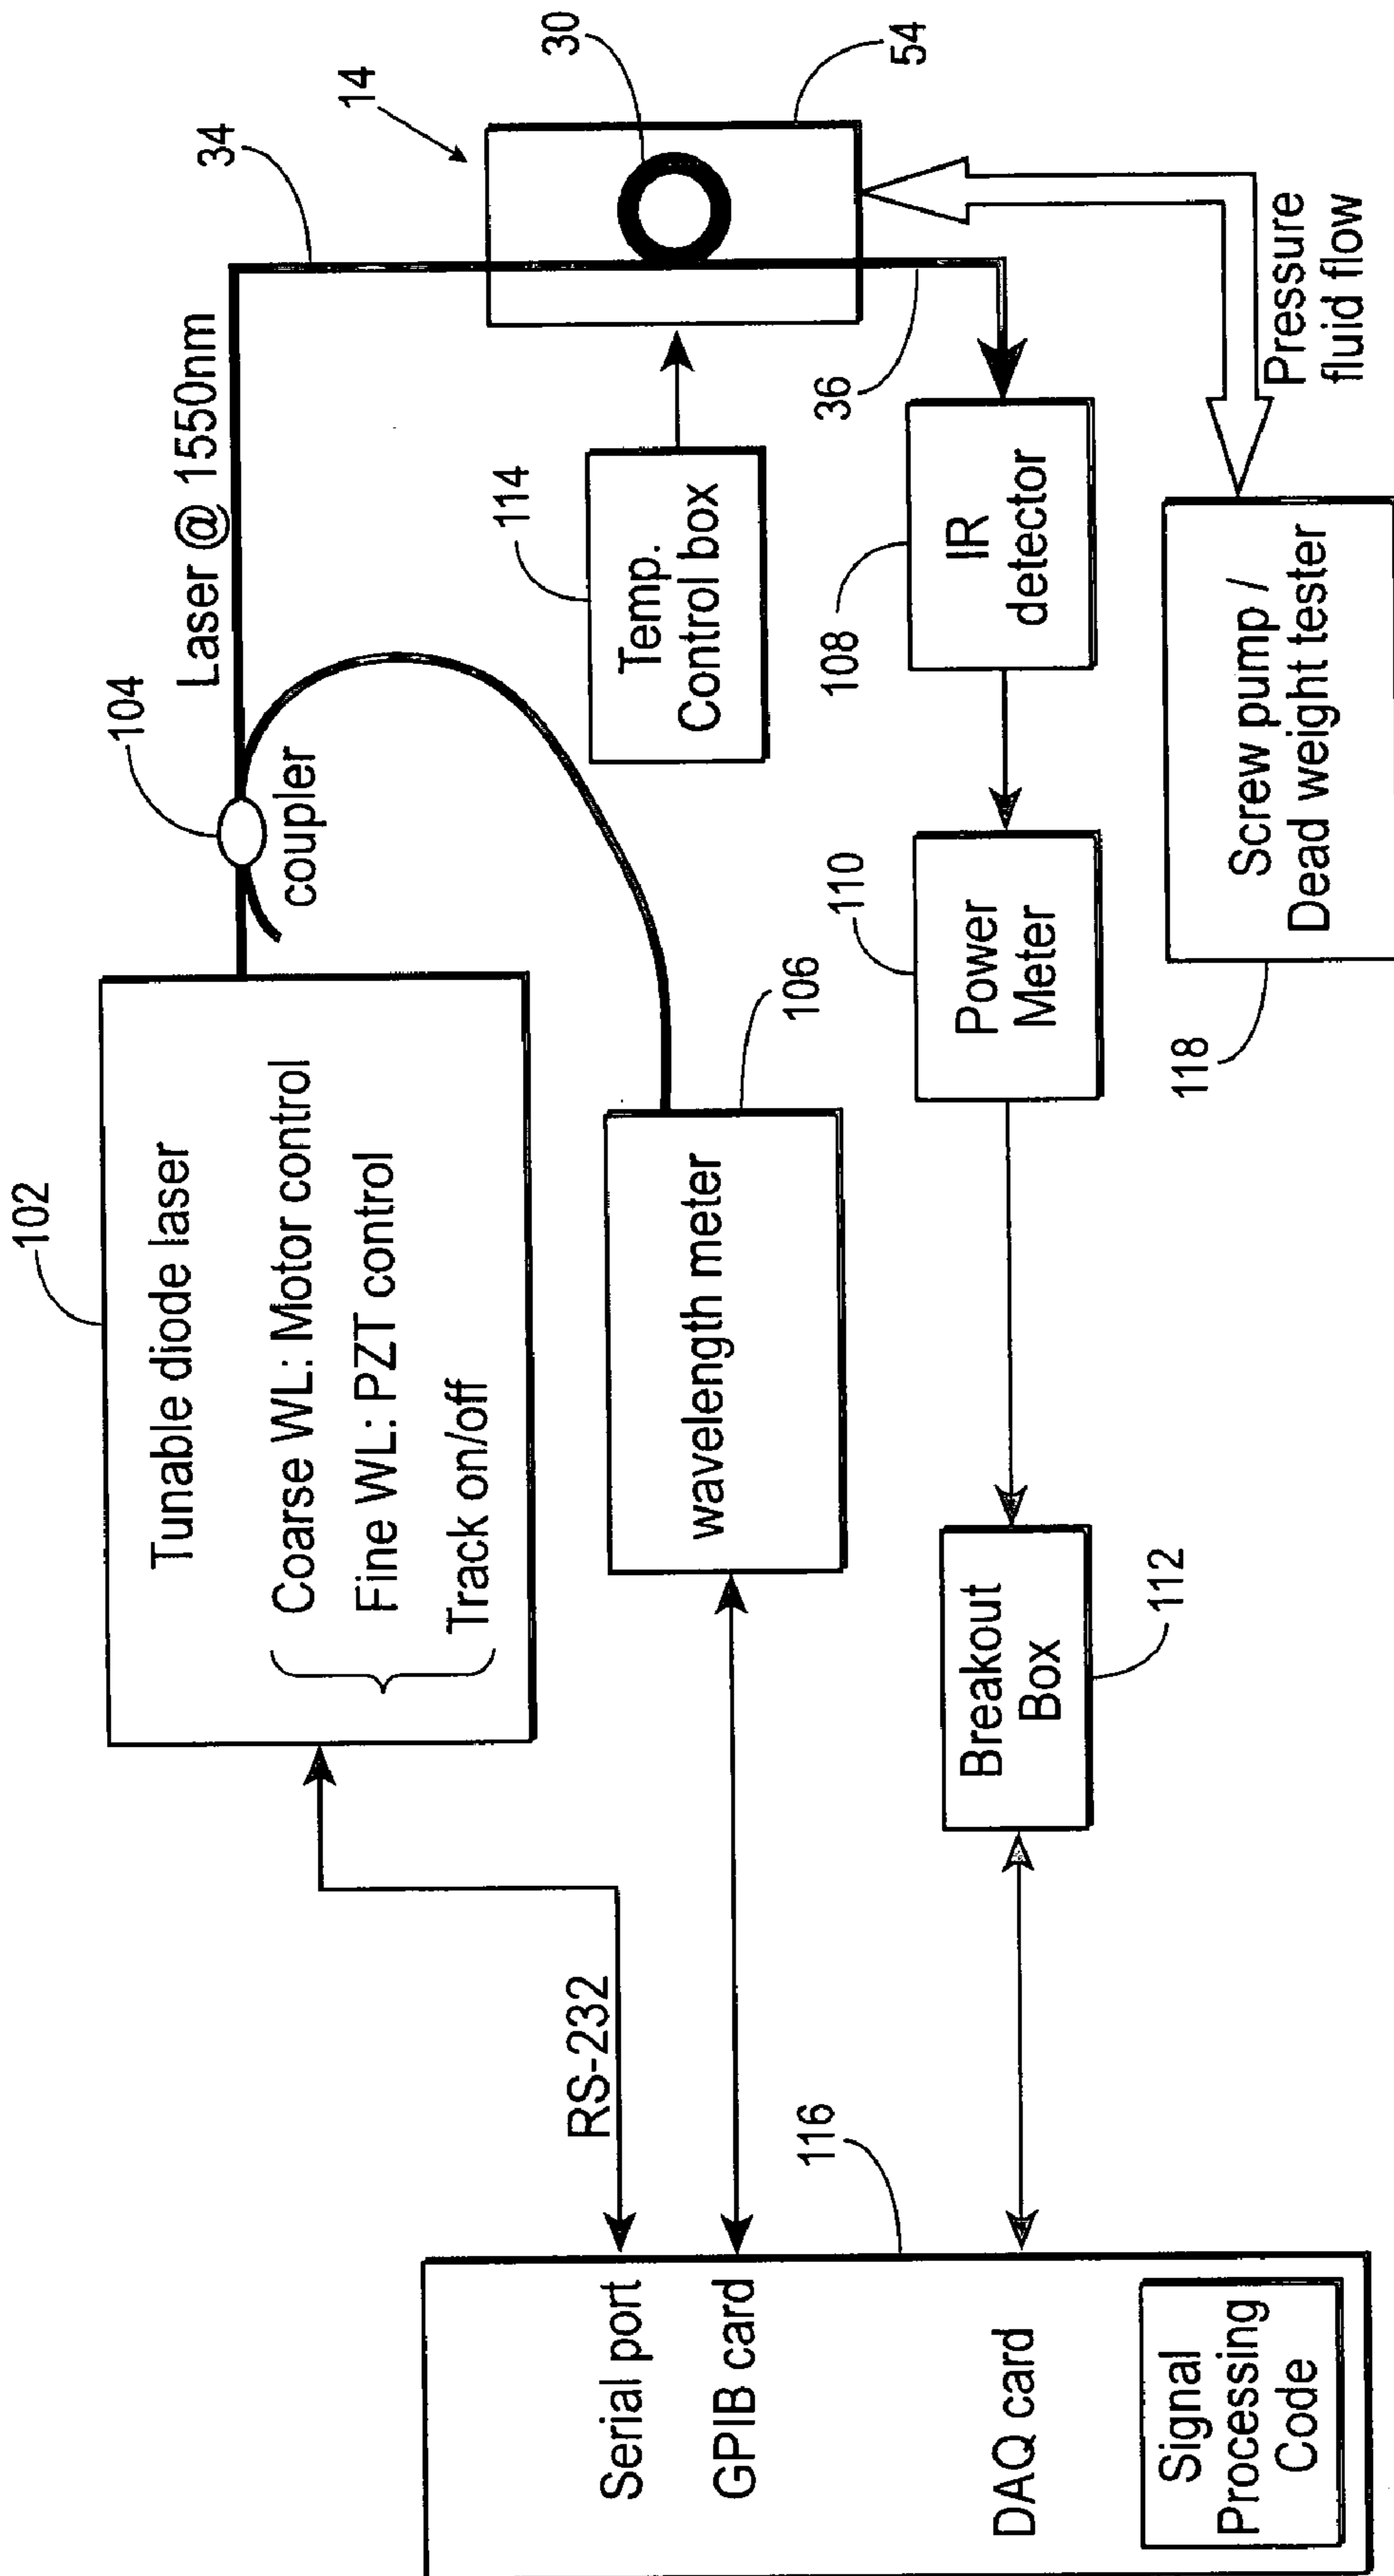 102
Tunable diode laser
Coarse WL: Motor control
Fine WL: PZT control
Track on/off
104
coupler
Laser @ 1550nm
34
14
30
54
RS-232
Serial port
GPIB card
DAQ card
Signal
Processing
Code
116
wavelength meter
106
114
Temp.
Control box
36
Breakout
Box
112
110
Power
Meter
108
IR
detector
118
Screw pump /
Dead weight tester
Pressure
fluid flow